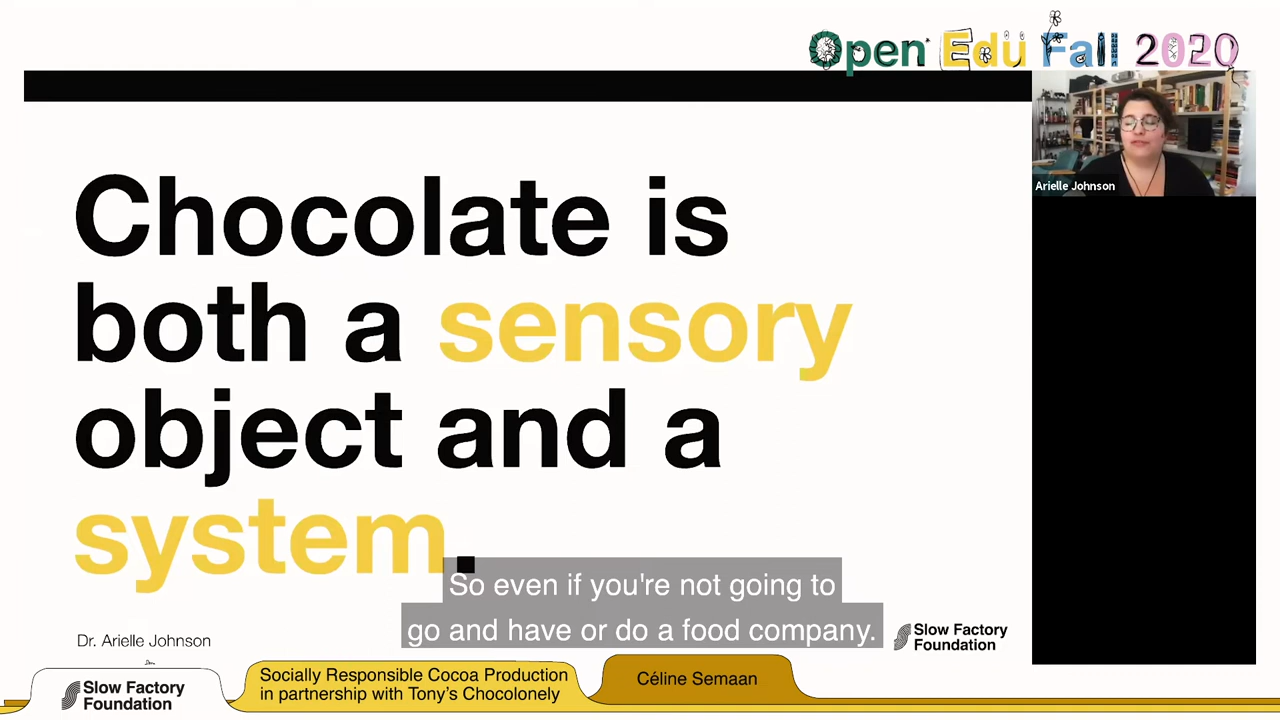 Open Edu Fall 2020
Arielle Johnson
Chocolate is
both a sensory
object and a
system.
So even if you're not going to
go and have or do a food company.
Dr. Arielle Johnson
Slow Factory
Foundation
Slow Factory
Foundation
Socially Responsible Cocoa Production
in partnership with Tony's Chocolonely
Céline Semaan